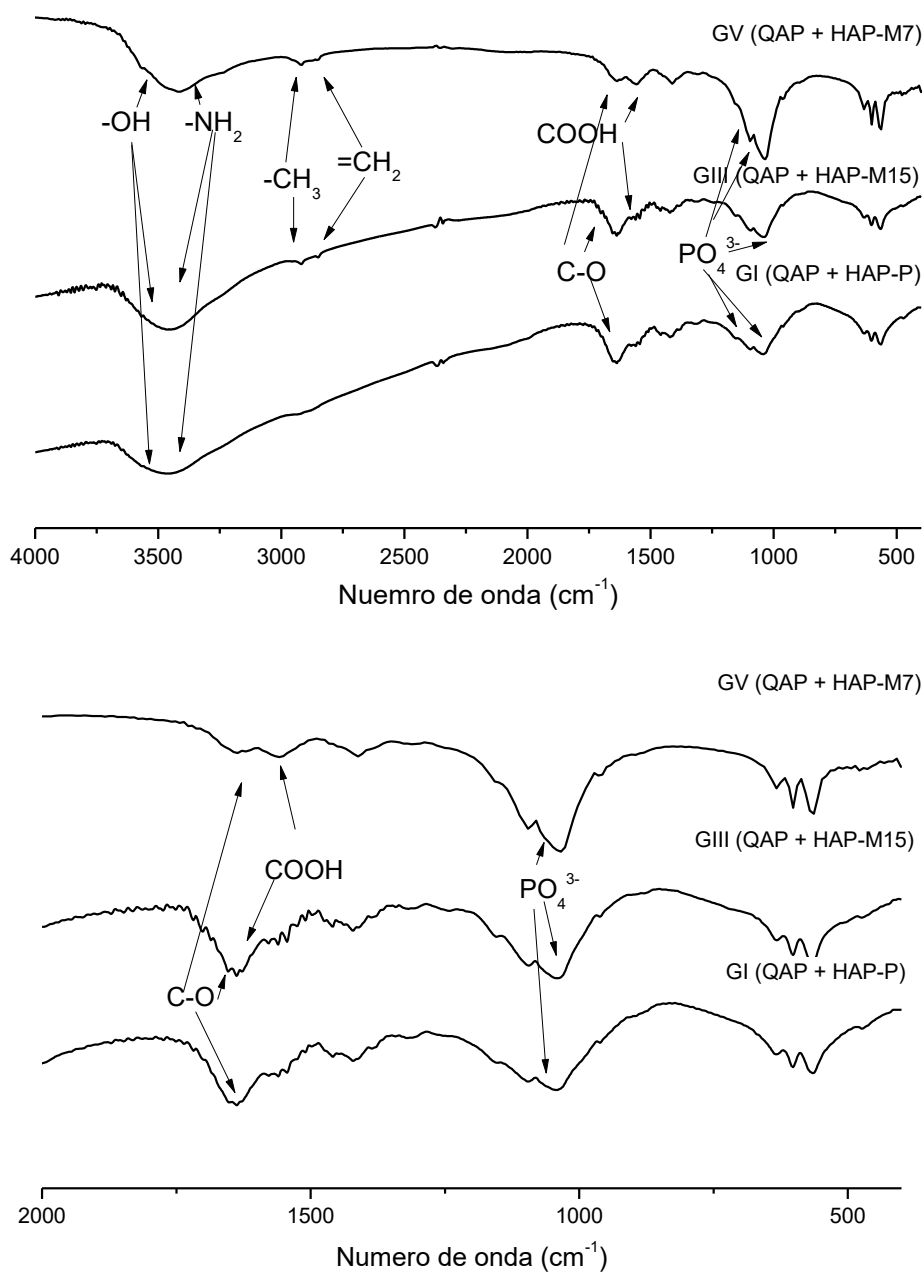 GV (QAP + HAP-M7)
-OH
-NH2
-CH3
=CH2
COOH
GIII (QAP + HAP-M15)
PO4 3-
C-O
GI (QAP + HAP-P)
4000 3500 3000 2500 2000 1500 1000 500
Nuemro de onda (cm-1)
GV (QAP + HAP-M7)
GIII (QAP + HAP-M15)
COOH
PO4 3-
GI (QAP + HAP-P)
C-O
2000 1500 1000 500
Numero de onda (cm-1)